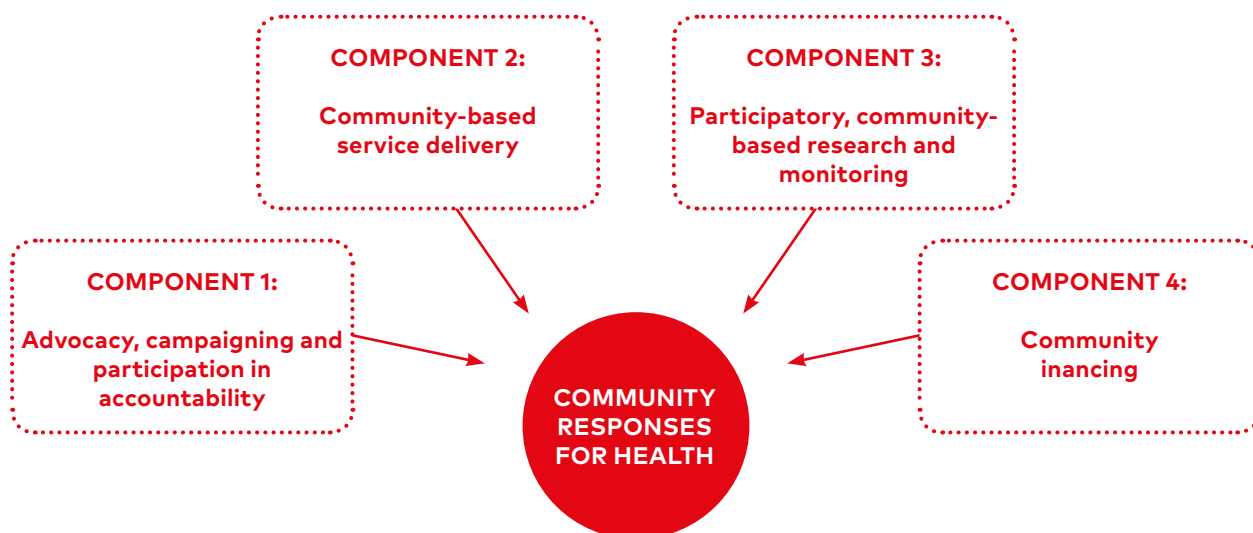 COMPONENT 1:
Advocacy, campaigning and
participation in
accountability
COMPONENT 2:
Community-based
service delivery
COMPONENT 3:
Participatory, community-
based research and
monitoring
COMPONENT 4:
Community
inancing
COMMUNITY
RESPONSES
FOR HEALTH